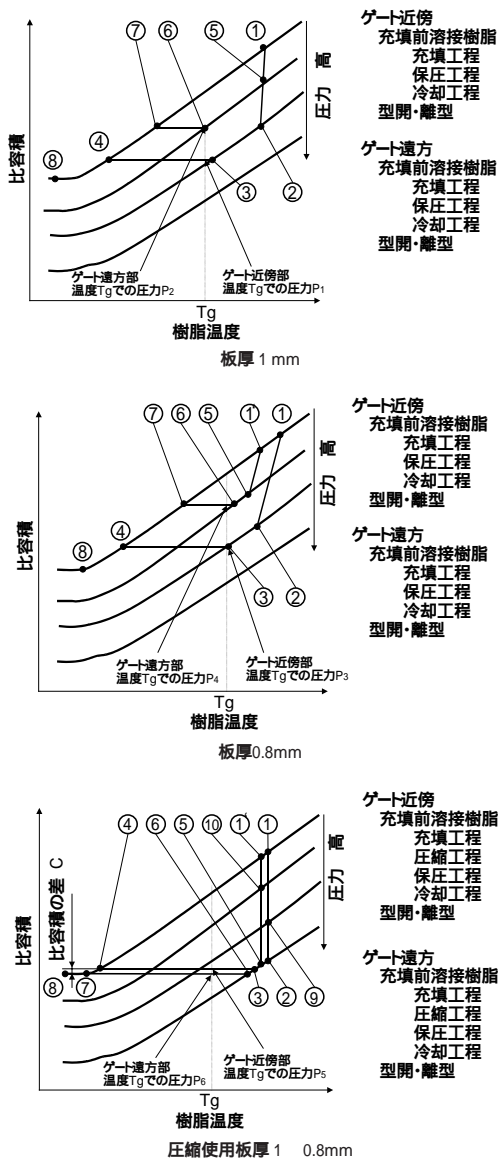 ⑦ ⑥ ⑤ ①
④
⑧
③ ②
比容積
圧力 高
ゲート遠方部
温度Tgでの圧力P₂
ゲート近傍部
温度Tgでの圧力P₁
Tg
樹脂温度
板厚 1 mm
ゲート近傍
充填前溶接樹脂
充填工程
保圧工程
冷却工程
型開・離型
ゲート遠方
充填前溶接樹脂
充填工程
保圧工程
冷却工程
型開・離型
⑦ ⑥ ⑤ ①' ①
④
⑧
③ ②
比容積
圧力 高
ゲート遠方部
温度Tgでの圧力P₄
ゲート近傍部
温度Tgでの圧力P₃
Tg
樹脂温度
板厚0.8mm
ゲート近傍
充填前溶接樹脂
充填工程
保圧工程
冷却工程
型開・離型
ゲート遠方
充填前溶接樹脂
充填工程
保圧工程
冷却工程
型開・離型
④ ⑥ ⑤ ⑩ ①' ①
⑧ ⑦ ③ ② ⑨
比容積
比容積の差 C
圧力 高
ゲート遠方部
温度Tgでの圧力P₆
ゲート近傍部
温度Tgでの圧力P₅
Tg
樹脂温度
圧縮使用板厚 1 0.8mm
ゲート近傍
充填前溶接樹脂
充填工程
圧縮工程
保圧工程
冷却工程
型開・離型
ゲート遠方
充填前溶接樹脂
充填工程
圧縮工程
保圧工程
冷却工程
型開・離型